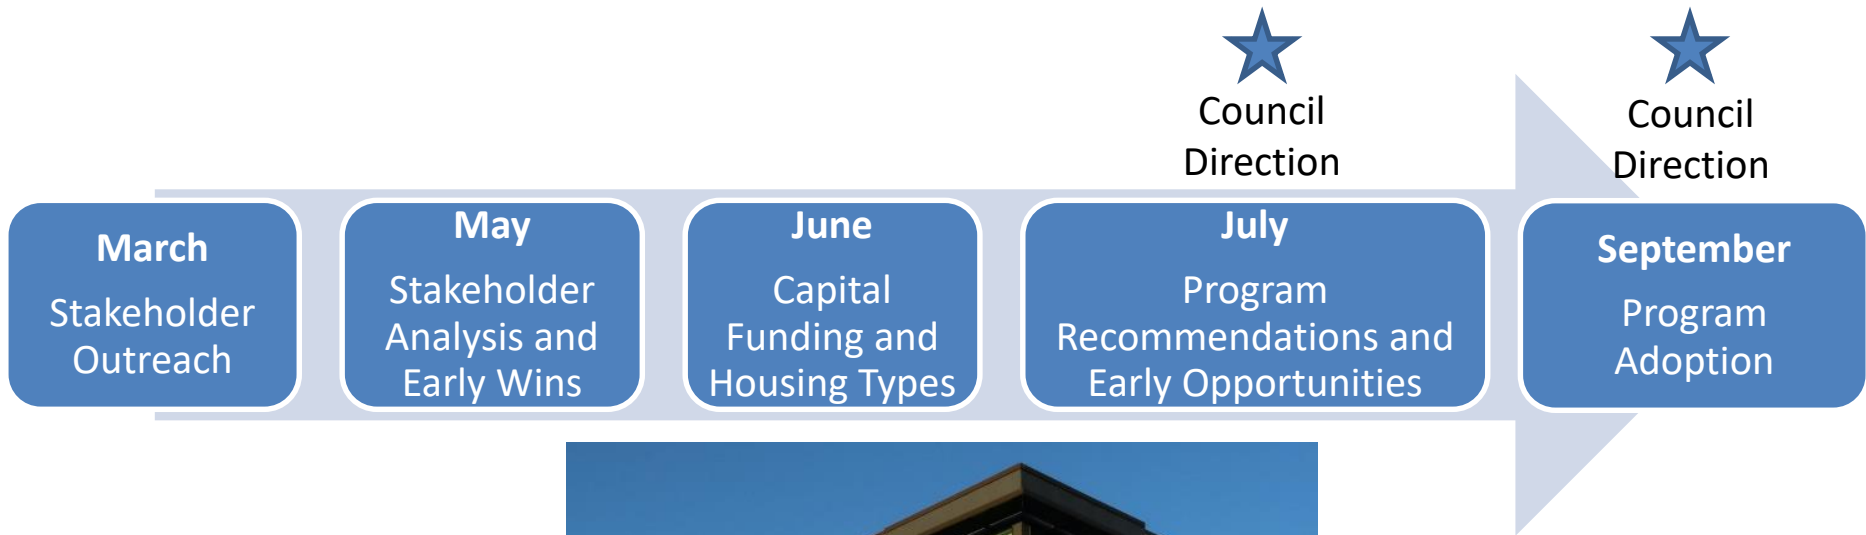 Council
Direction
Council
Direction
March
Stakeholder
Outreach
May
Stakeholder
Analysis and
Early Wins
June
Capital
Funding and
Housing Types
July
Program
Recommendations and
Early Opportunities
September
Program
Adoption